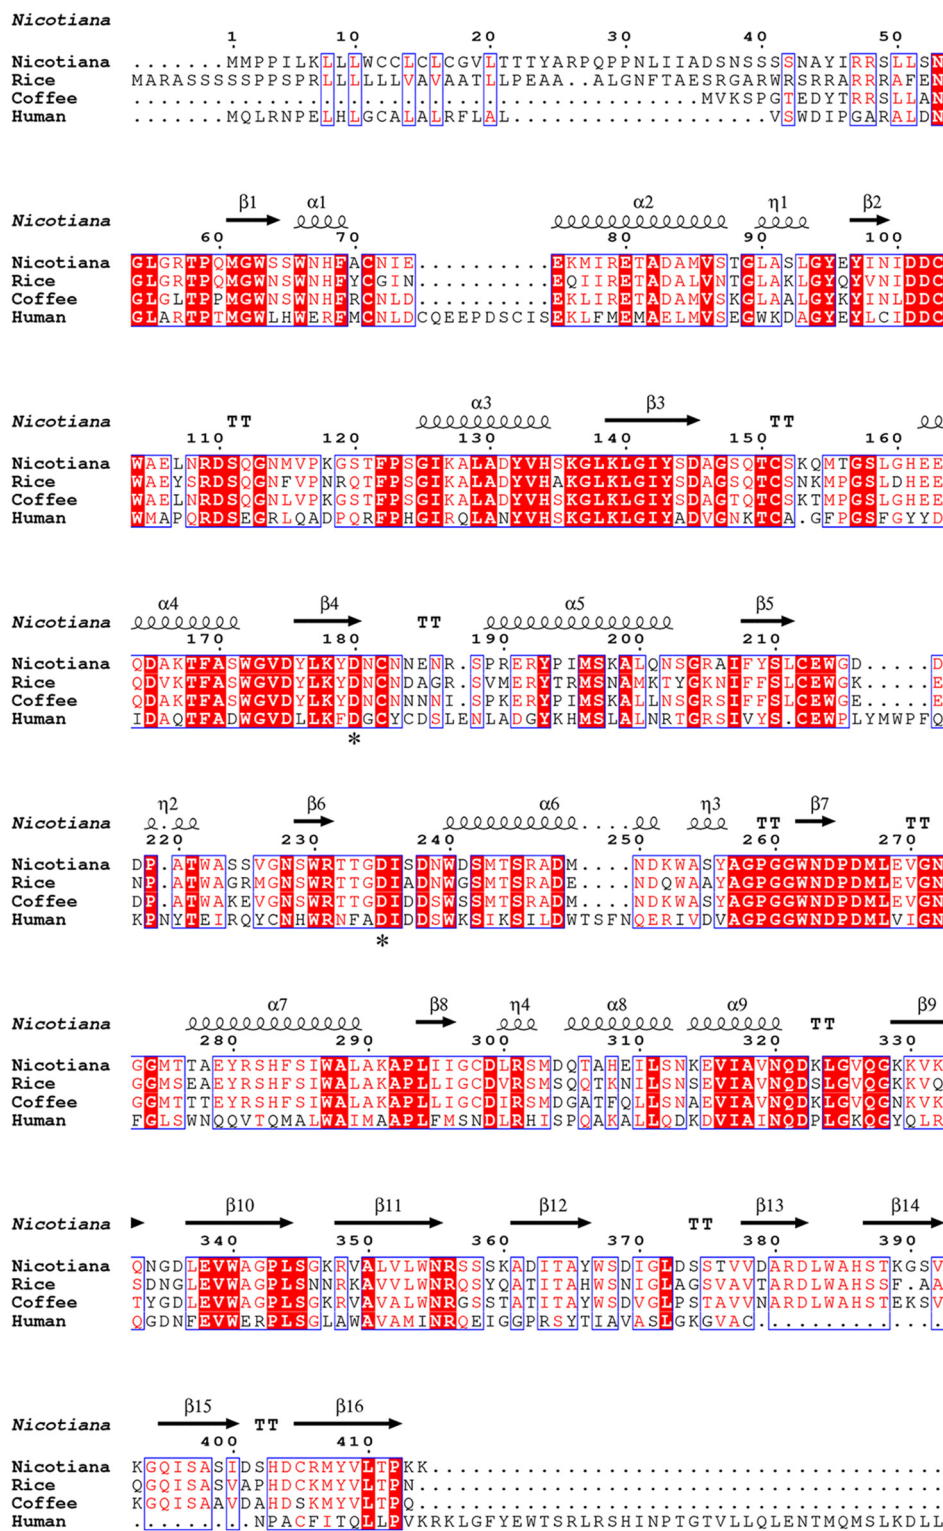 Nicotiana
1 10 20 30 40 50
Nicotiana .......MMPPILKLLLWCCLCLCGVLTTTYARPQPPNLIIADSNSSSSNAYIRRSLLSN
Rice MARASSSSSPPSPRLLLLLLVAVAATLLPEAA..ALGNFTAESRGARWRSRRARRRAFEN
Coffee ..........................................MVKSPGTEDYTRRSLLAN
Human .......MQLRNPELHLGCALALRFLAL...................VSWDIPGARALDN
β1 α1 α2 η1 β2
Nicotiana
60 70 80 90 100
Nicotiana GLGRTPQMGWSSWNHFACNIE..........EKMIRETADAMVSTGLASLGYEYINIDDC
Rice GLGRTPQMGWNSWNHFYCGIN..........EQIIRETADALVNTGLAKLGYQYVNIDDC
Coffee GLGLTPPMGWNSWNHFRCNLD..........EKLIRETADAMVSKGLAALGYKYINLDDC
Human GLARTPTMGWLHWERFMCNLDCQEEPDSCISEKLFMEMAELMVSEGWKDAGYEYLCIDDC
α3 β3
Nicotiana TT TT
110 120 130 140 150 160
Nicotiana WAELNRDSQGNMVPKGSTFPSGIKALADYVHSKGLKLGIYSDAGSQTCSKQMTGSLGHEE
Rice WAEYSRDSQGNFVPNRQTFPSGIKALADYVHAKGLKLGIYSDAGSQTCSNKMPGSLDHEE
Coffee WAELNRDSQGNLVPKGSTFPSGIKALADYVHSKGLKLGIYSDAGTQTCSKTMPGSLGHEE
Human WMAPQRDSEGRLQADPQRFPHGIRQLANYVHSKGLKLGIYADVGNKTCA.GFPGSFGYYD
α4 β4 α5 β5
Nicotiana TT
170 180 190 200 210
Nicotiana QDAKTFASWGVDYLKYDNCNNENR.SPRERYPIMSKALQNSGRAIFYSLCEWGD.....D
Rice QDVKTFASWGVDYLKYDNCNDAGR.SVMERYTRMSNAMKTYGKNIFFSLCEWGK.....E
Coffee QDAKTFASWGVDYLKYDNCNNNNI.SPKERYPIMSKALLNSGRSIFFSLCEWGE.....E
Human IDAQTFADWGVDLLKFDGCYCDSLENLADGYKHMSLALNRTGRSIVYS.CEWPLYMWPFQ
*
η2 β6 α6 η3 β7
Nicotiana .... TT TT
220 230 240 250 260 270
Nicotiana DP.ATWASSVGNSWRTTGDISDNWDSMTSRADM....NDKWASYAGPGGWNDPDMLEVGN
Rice NP.ATWAGRMGNSWRTTGDIADNWGSMTSRADE....NDQWAAYAGPGGWNDPDMLEVGN
Coffee DP.ATWAKEVGNSWRTTGDIDDSWSSMTSRADM....NDKWASYAGPGGWNDPDMLEVGN
Human KPNYTEIRQYCNHWRNFADIDDSWKSIKSILDWTSFNQERIVDVAGPGGWNDPDMLVIGN
*
α7 β8 η4 α8 α9 β9
Nicotiana TT
280 290 300 310 320 330
Nicotiana GGMTTAEYRSHFSIWALAKAPLIIGCDLRSMDQTAHEILSNKEVIAVNQDKLGVQGKKVK
Rice GGMSEAEYRSHFSIWALAKAPLLIGCDVRSMSQQTKNILSNSEVIAVNQDSLGVQGKKVQ
Coffee GGMTTTEYRSHFSIWALAKAPLLIGCDIRSMDGATFQLLSNAEVIAVNQDKLGVQGNKVK
Human FGLSWNQQVTQMALWAIMAAPLFMSNDLRHISPQAKALLQDKDVIAINQDPLGKQGYQLR
β10 β11 β12 β13 β14
Nicotiana TT
340 350 360 370 380 390
Nicotiana QNGDLEVWAGPLSGKRVALVLWNRSSSKADITAYWSDIGLDSSTVVDARDLWAHSTKGSV
Rice SDNGLEVWAGPLSNNRKAVVLWNRQSYQATITAHWSNIGLAGSVAVTARDLWAHSSF.AA
Coffee TYGDLEVWAGPLSGKRVAVALWNRGSSTATITAYWSDVGLPSTAVVNARDLWAHSTEKSV
Human QGDNFEVWERPLSGLAWAVAMINRQEIGGPRSYTIAVASLGKGVAC..............
β15 β16
Nicotiana TT
400 410
Nicotiana KGQISASIDSHDCRMYVLTPKK......................................
Rice QGQISASVAPHDCKMYVLTPN.......................................
Coffee KGQISAAVDAHDSKMYVLTPQ.......................................
Human .........NPACFITQLLPVKRKLGFYEWTSRLRSHINPTGTVLLQLENTMQMSLKDLL